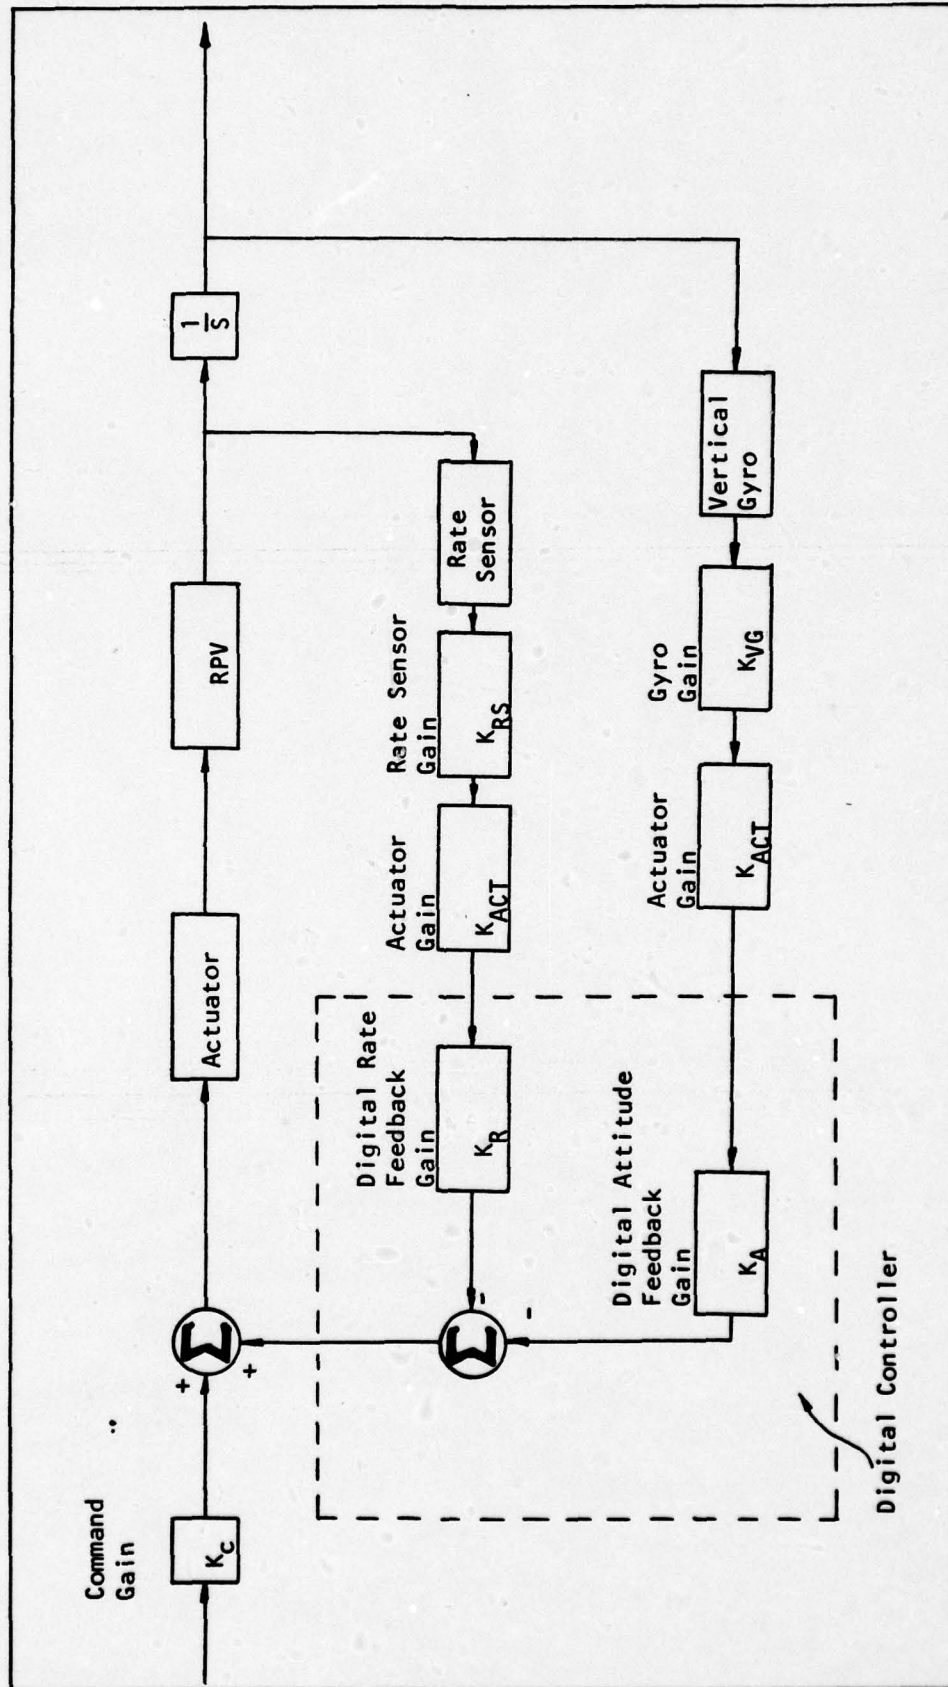 Command
Gain
K_C
+
+
Σ
Actuator
RPV
1
S
Digital Rate
Feedback
Gain
K_R
Actuator
Gain
K_ACT
Rate Sensor
Gain
K_RS
Rate
Sensor
-
-
Σ
Digital Attitude
Feedback
Gain
K_A
Actuator
Gain
K_ACT
Gyro
Gain
K_VG
Vertical
Gyro
Digital Controller